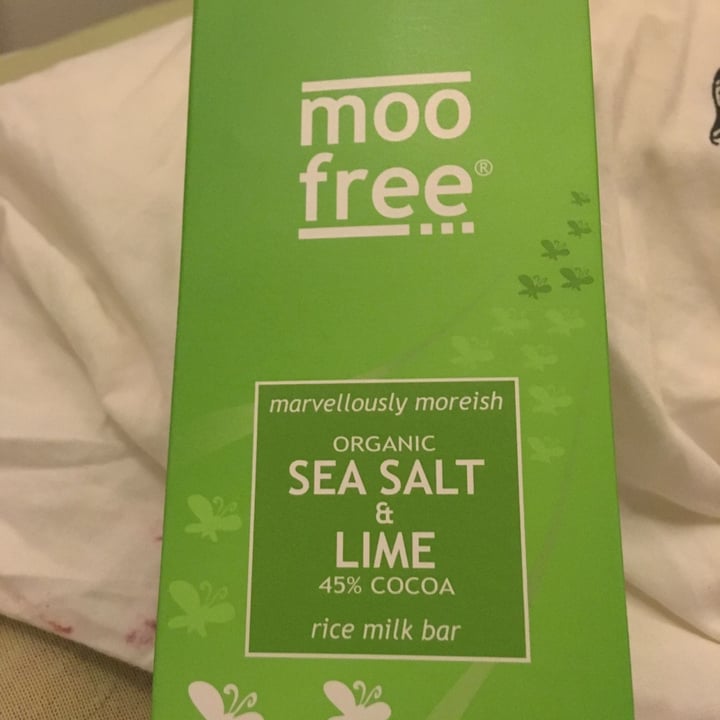 moo
free®
marvellously moreish
ORGANIC
SEA SALT
&
LIME
45% COCOA
rice milk bar